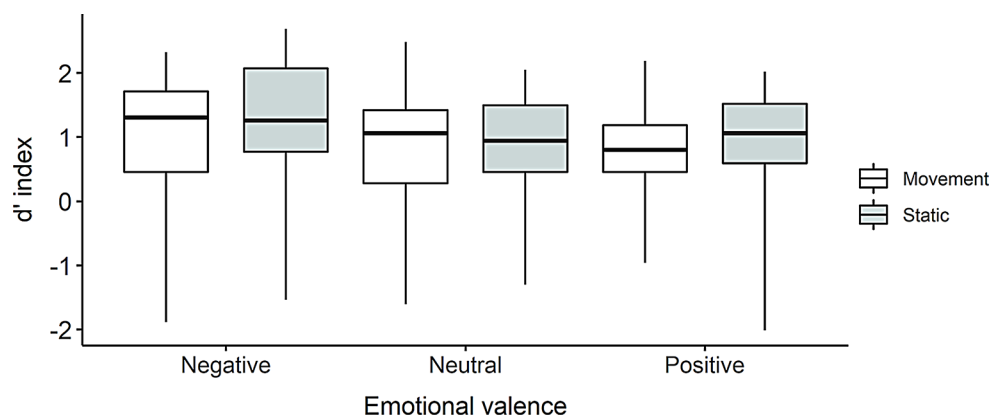 d' index
2
1
0
-1
-2
Negative
Neutral
Positive
Emotional valence
Movement
Static